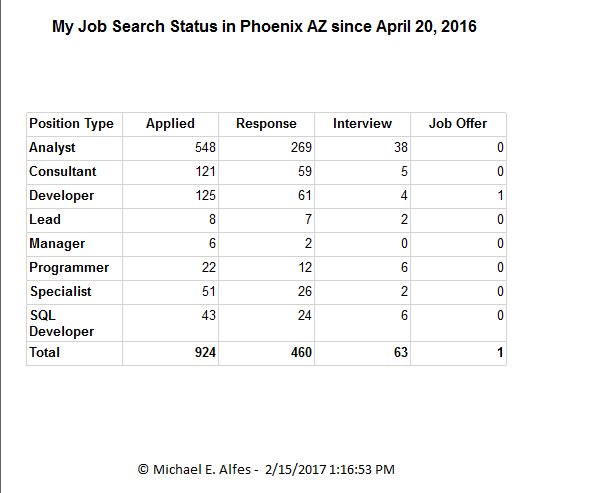 My Job Search Status in Phoenix AZ since April 20, 2016
Position Type Applied Response Interview Job Offer
Analyst 548 269 38 0
Consultant 121 59 5 0
Developer 125 61 4 1
Lead 8 7 2 0
Manager 6 2 0 0
Programmer 22 12 6 0
Specialist 51 26 2 0
SQL 43 24 6 0
Developer
Total 924 460 63 1
© Michael E. Alfes - 2/15/2017 1:16:53 PM